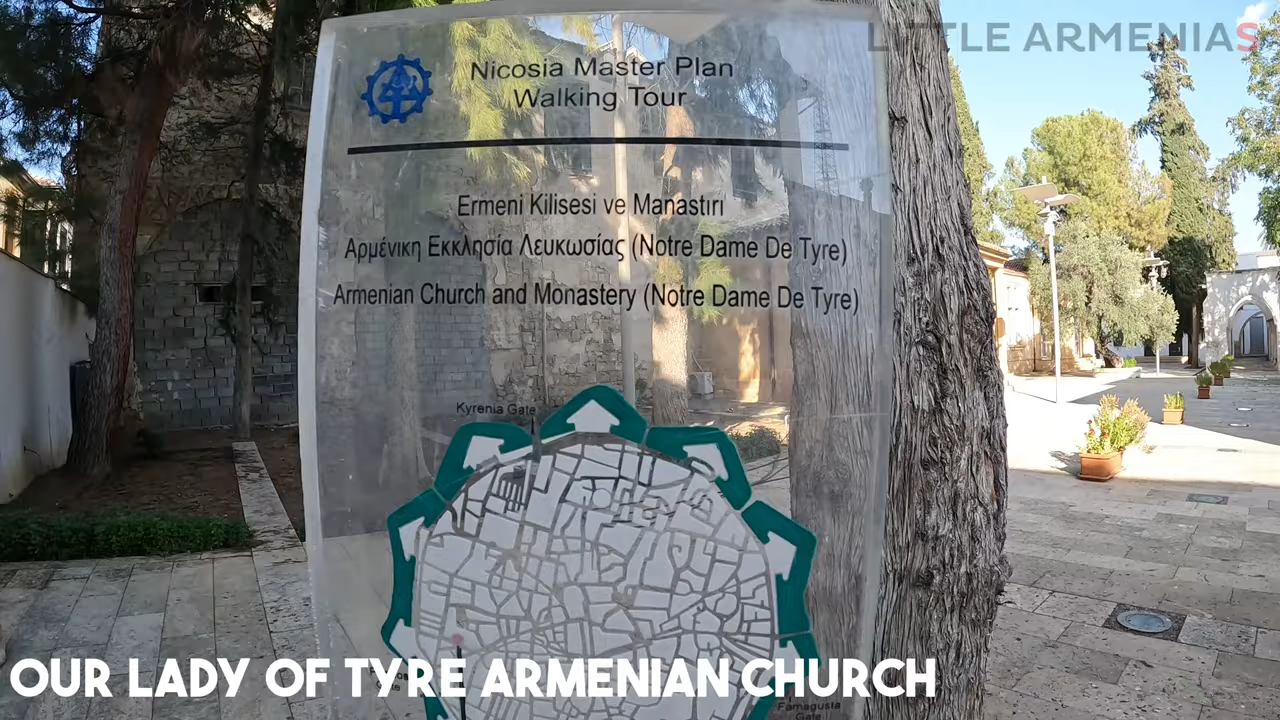 LITTLE ARMENIAS
Nicosia Master Plan
Walking Tour
Ermeni Kilisesi ve Manastırı
Αρμένικη Εκκλησία Λευκωσίας (Notre Dame De Tyre)
Armenian Church and Monastery (Notre Dame De Tyre)
Kyrenia Gate
OUR LADY OF TYRE ARMENIAN CHURCH
Famagusta
Gate